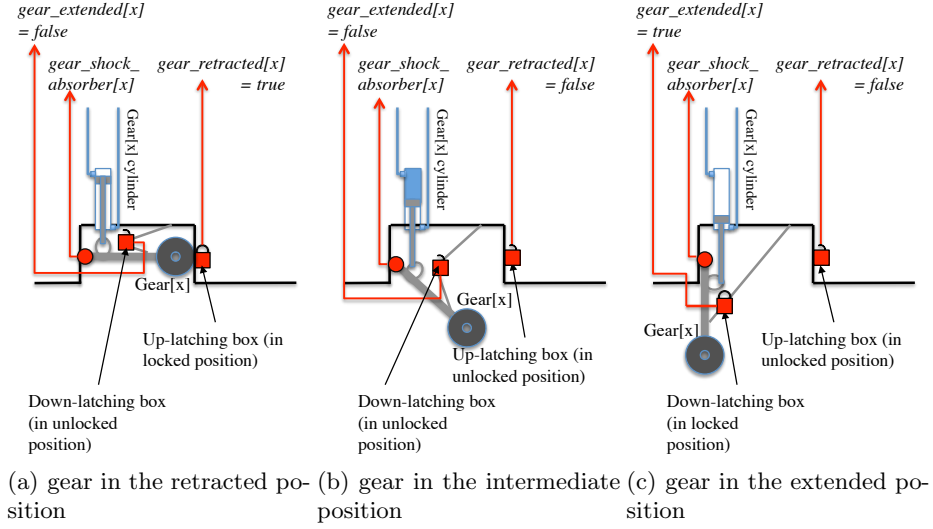 gear_extended[x]
= false
gear_shock_
absorber[x]
gear_retracted[x]
= true
Gear[x] cylinder
Gear[x]
Up-latching box (in
locked position)
Down-latching box
(in unlocked
position)
(a) gear in the retracted po-
sition
gear_extended[x]
= false
gear_shock_
absorber[x]
gear_retracted[x]
= false
Gear[x] cylinder
Gear[x]
Up-latching box (in
unlocked position)
Down-latching box
(in unlocked
position)
(b) gear in the intermediate
position
gear_extended[x]
= true
gear_shock_
absorber[x]
gear_retracted[x]
= false
Gear[x] cylinder
Gear[x]
Up-latching box (in
unlocked position)
Down-latching box
(in locked
position)
(c) gear in the extended po-
sition